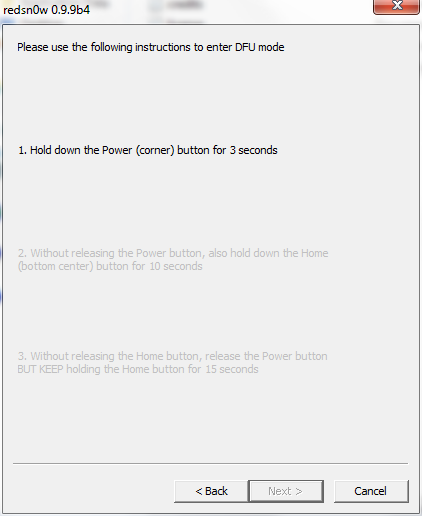 redsn0w 0.9.9b4
Please use the following instructions to enter DFU mode
1. Hold down the Power (corner) button for 3 seconds
2. Without releasing the Power button, also hold down the Home
(bottom center) button for 10 seconds
3. Without releasing the Home button, release the Power button
BUT KEEP holding the Home button for 15 seconds
< Back Next > Cancel